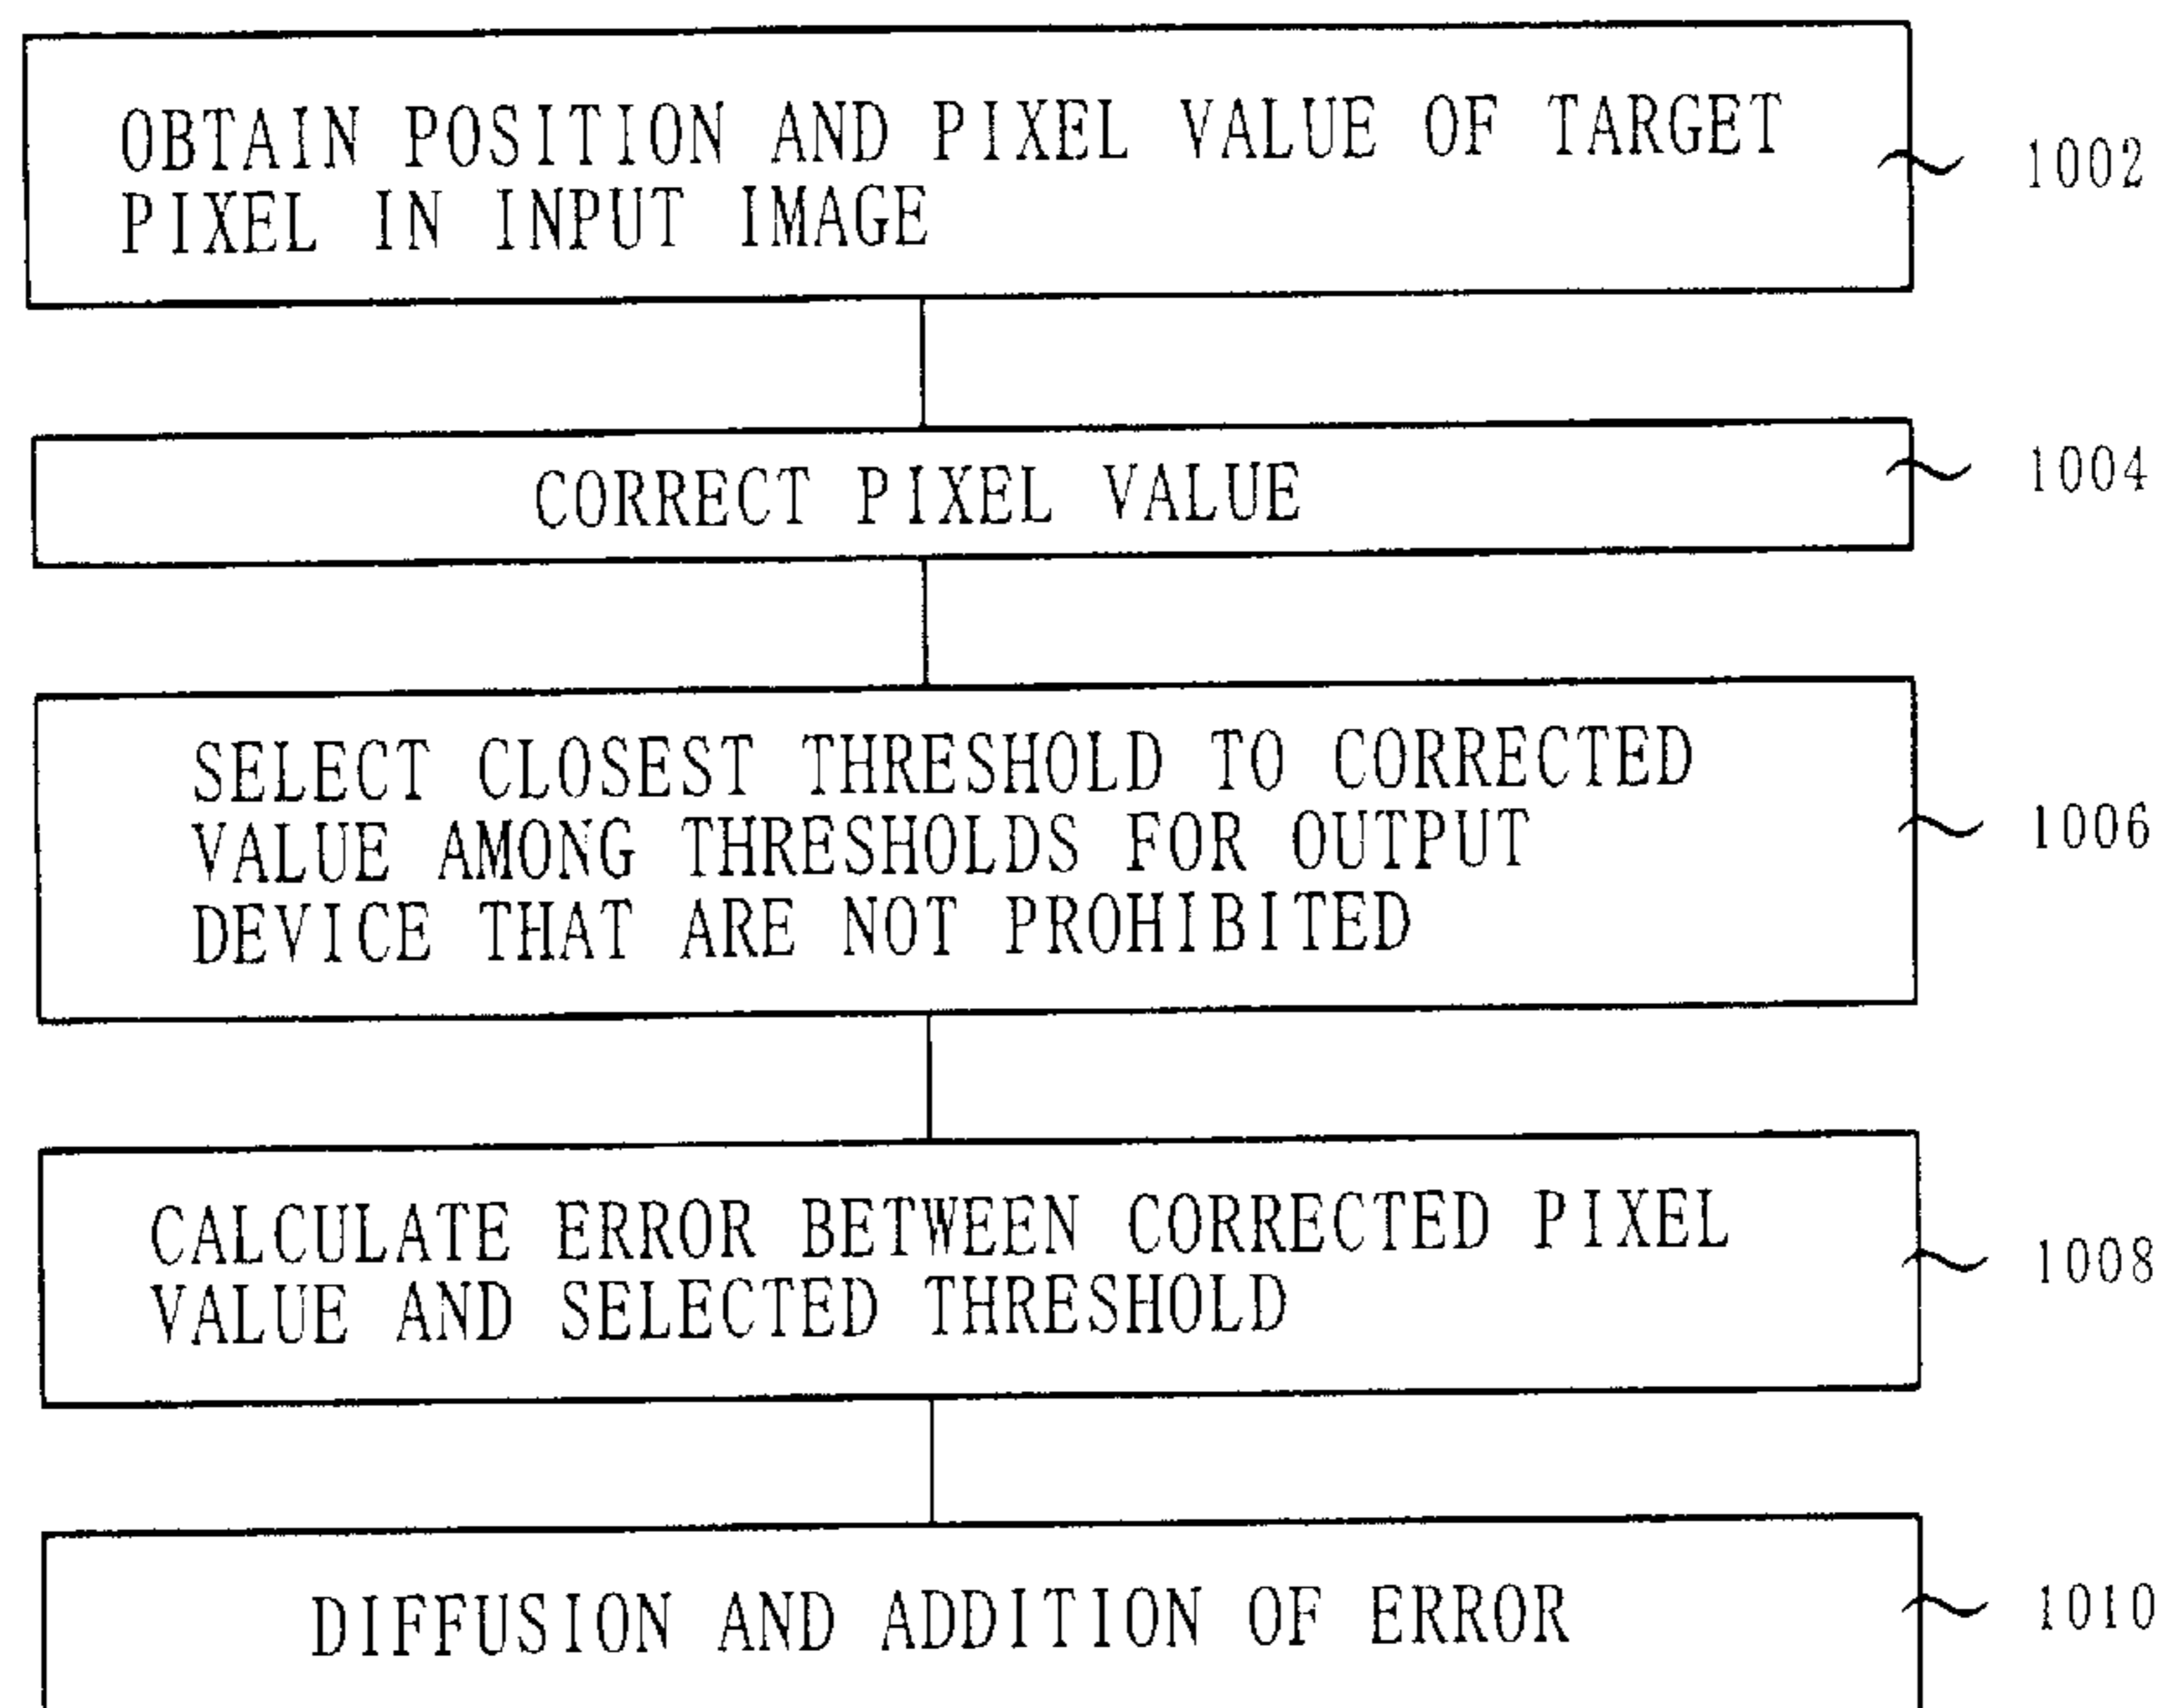 OBTAIN POSITION AND PIXEL VALUE OF TARGET
PIXEL IN INPUT IMAGE
1002
CORRECT PIXEL VALUE
1004
SELECT CLOSEST THRESHOLD TO CORRECTED
VALUE AMONG THRESHOLDS FOR OUTPUT
DEVICE THAT ARE NOT PROHIBITED
1006
CALCULATE ERROR BETWEEN CORRECTED PIXEL
VALUE AND SELECTED THRESHOLD
1008
DIFFUSION AND ADDITION OF ERROR
1010